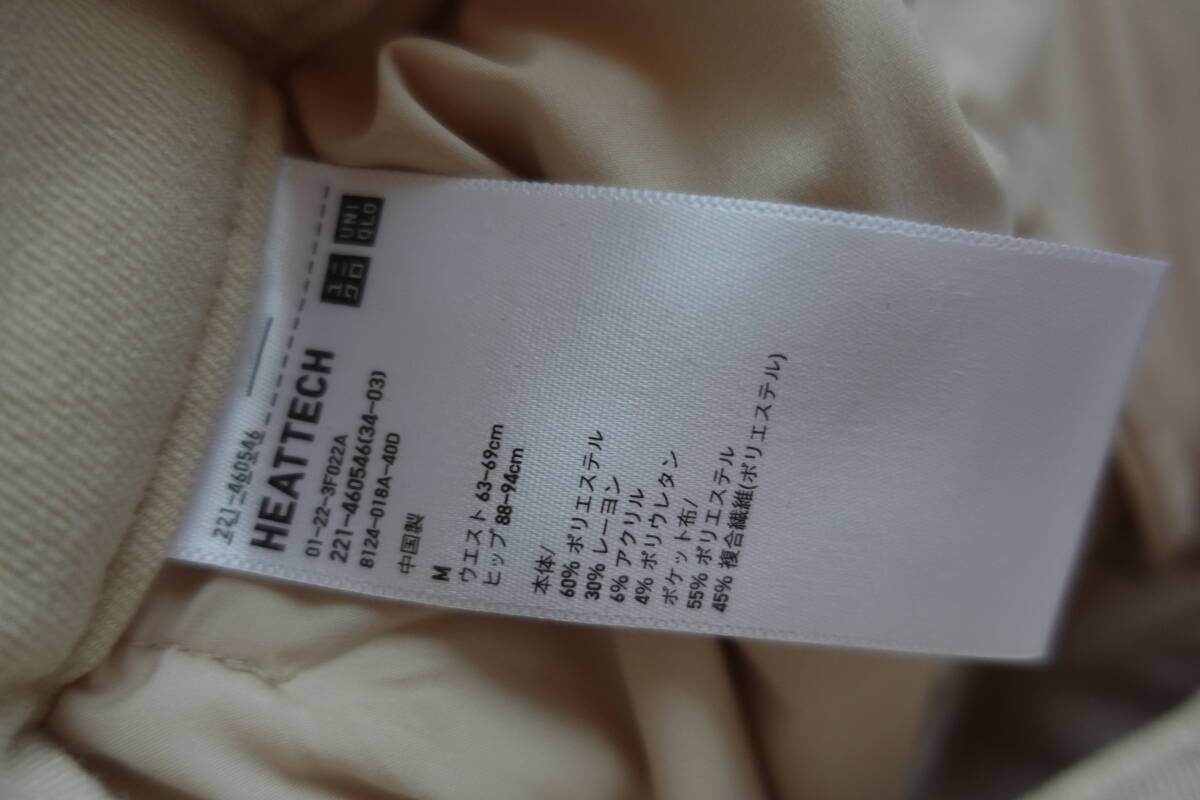 221-460546
HEATTECH
ユニクロ
UNIQLO
01-22-3F022A
221-460546(34-03)
8124-018A-40D
中国製
M
ウエスト 63-69cm
ヒップ 88-94cm
本体/
60% ポリエステル
30% レーヨン
6% アクリル
4% ポリウレタン
ポケット布/
55% ポリエステル
45% 複合繊維(ポリエステル)